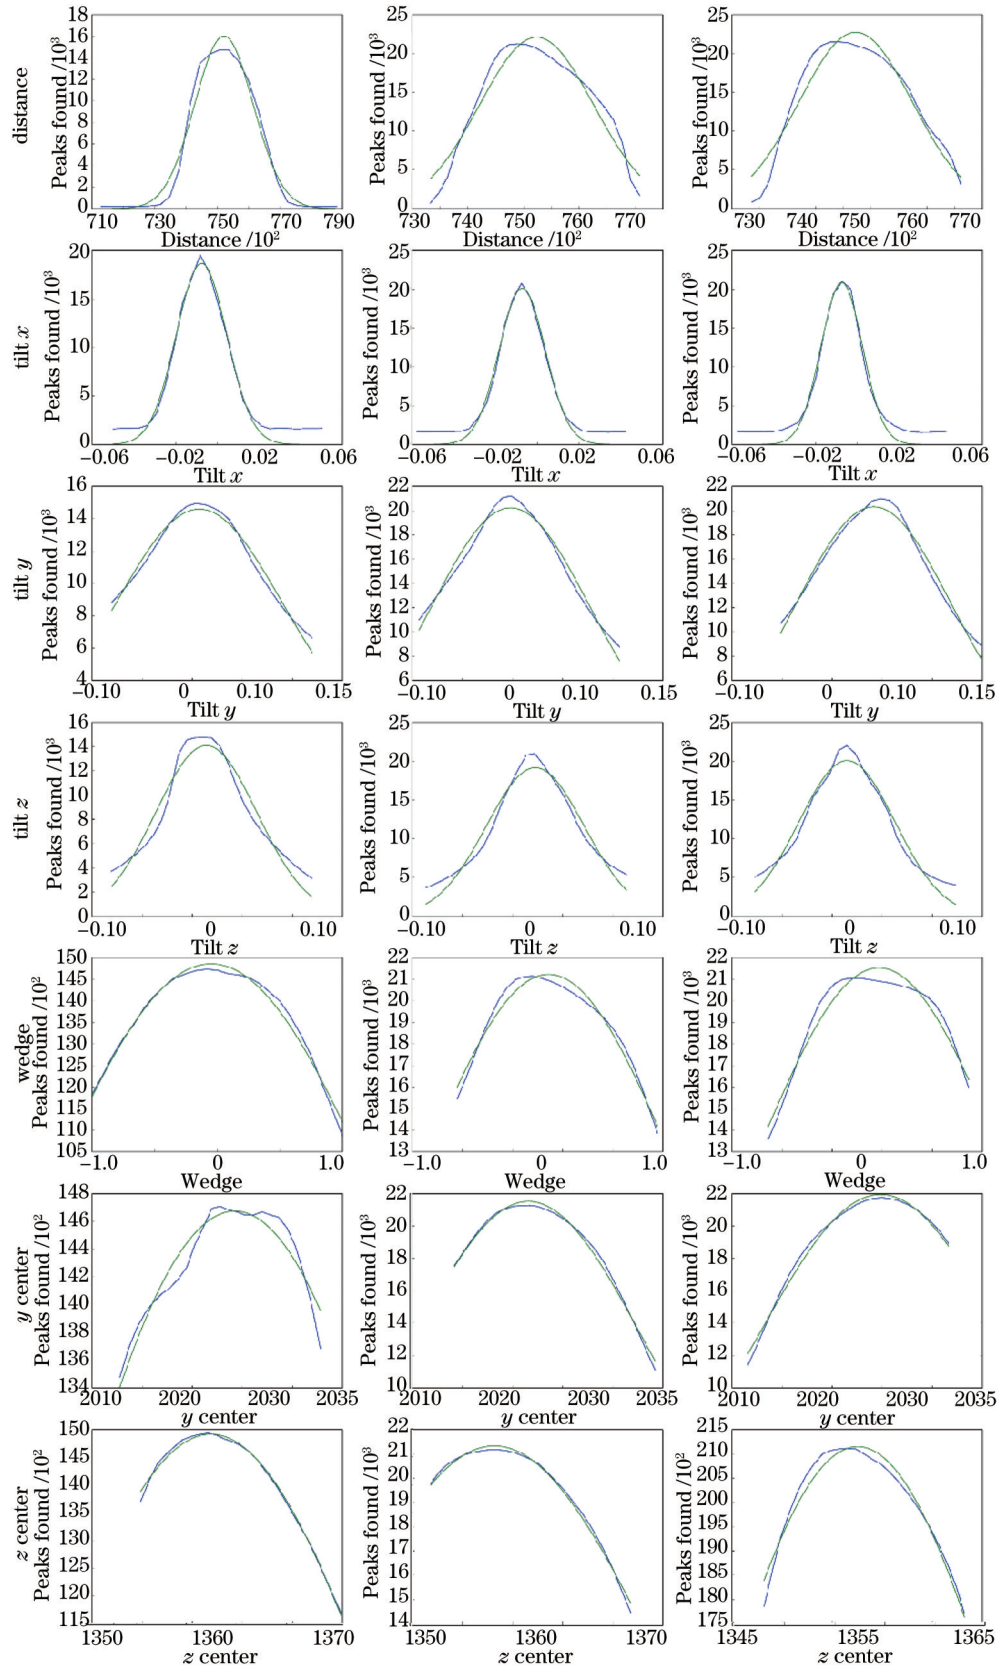 distance
Peaks found /10³
18
16
14
12
10
8
6
4
2
0
710 730 750 770 790
Distance /10²
Peaks found /10³
25
20
15
10
5
0
730 740 750 760 770
Distance /10²
Peaks found /10³
25
20
15
10
5
0
730 740 750 760 770
Distance /10²
tilt x
Peaks found /10³
20
15
10
5
0
−0.06 −0.02 0.02 0.06
Tilt x
Peaks found /10³
25
20
15
10
5
0
−0.06 −0.02 0.02 0.06
Tilt x
Peaks found /10³
25
20
15
10
5
0
−0.06 −0.02 0.02 0.06
Tilt x
tilt y
Peaks found /10³
16
14
12
10
8
6
4
−0.10 0 0.10 0.15
Tilt y
Peaks found /10³
22
20
18
16
14
12
10
8
6
−0.10 0 0.10 0.15
Tilt y
Peaks found /10³
22
20
18
16
14
12
10
8
6
−0.10 0 0.10 0.15
Tilt y
tilt z
Peaks found /10³
16
14
12
10
8
6
4
2
0
−0.10 0 0.10
Tilt z
Peaks found /10³
25
20
15
10
5
0
−0.10 0 0.10
Tilt z
Peaks found /10³
25
20
15
10
5
0
−0.10 0 0.10
Tilt z
wedge
Peaks found /10²
150
145
140
135
130
125
120
115
110
105
−1.0 0 1.0
Wedge
Peaks found /10³
22
21
20
19
18
17
16
15
14
13
−1.0 0 1.0
Wedge
Peaks found /10³
22
21
20
19
18
17
16
15
14
13
−1.0 0 1.0
Wedge
y center
Peaks found /10²
148
146
144
142
140
138
136
134
2010 2020 2030 2035
y center
Peaks found /10³
22
20
18
16
14
12
10
2010 2020 2030 2035
y center
Peaks found /10³
22
20
18
16
14
12
10
2010 2020 2030 2035
y center
z center
Peaks found /10²
150
145
140
135
130
125
120
115
1350 1360 1370
z center
Peaks found /10³
22
21
20
19
18
17
16
15
14
1350 1360 1370
z center
Peaks found /10²
215
210
205
200
195
190
185
180
175
1345 1355 1365
z center